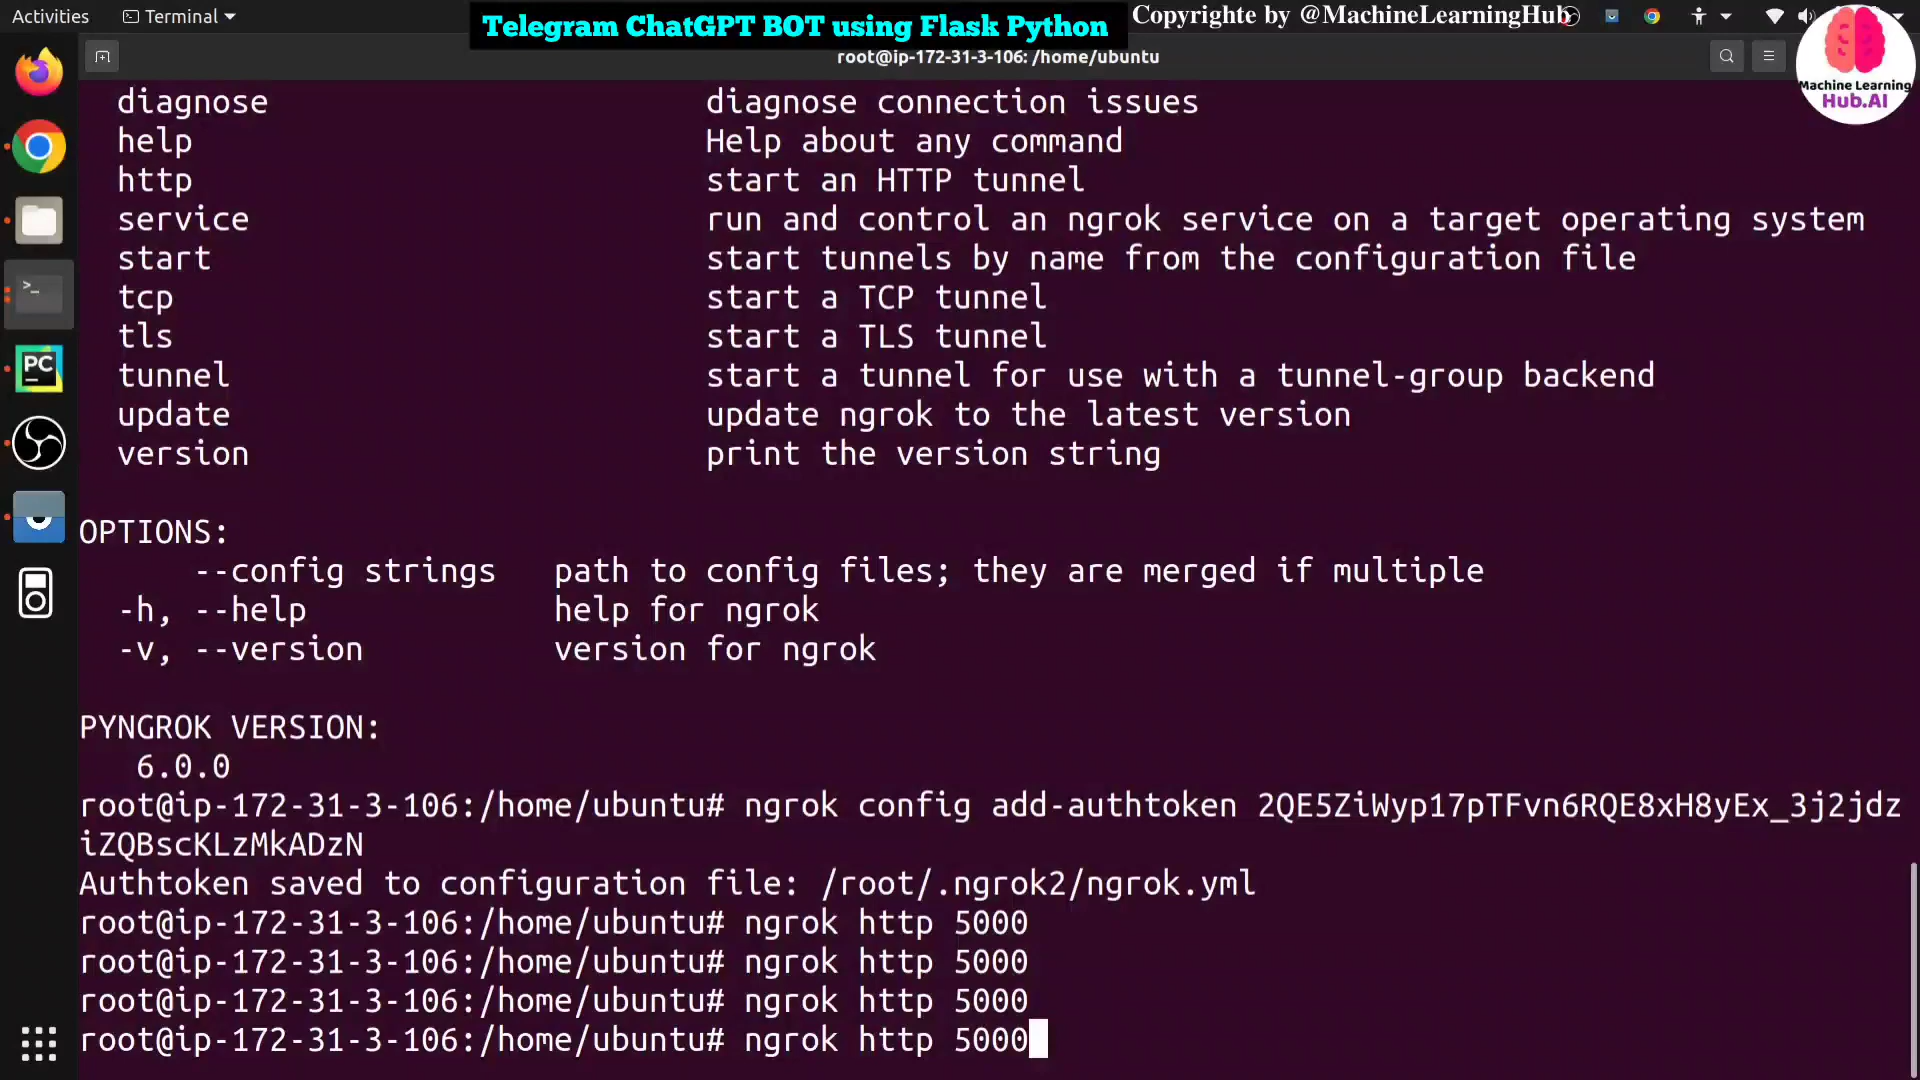 Activities
Terminal
Telegram ChatGPT BOT using Flask Python
Copyrighte by @MachineLearningHub
root@ip-172-31-3-106: /home/ubuntu
Machine Learning
Hub.AI
diagnose diagnose connection issues
help Help about any command
http start an HTTP tunnel
service run and control an ngrok service on a target operating system
start start tunnels by name from the configuration file
tcp start a TCP tunnel
tls start a TLS tunnel
tunnel start a tunnel for use with a tunnel-group backend
update update ngrok to the latest version
version print the version string
OPTIONS:
--config strings path to config files; they are merged if multiple
-h, --help help for ngrok
-v, --version version for ngrok
PYNGROK VERSION:
6.0.0
root@ip-172-31-3-106:/home/ubuntu# ngrok config add-authtoken 2QE5ZiWyp17pTFvn6RQE8xH8yEx_3j2jdz
iZQBscKLzMkADzN
Authtoken saved to configuration file: /root/.ngrok2/ngrok.yml
root@ip-172-31-3-106:/home/ubuntu# ngrok http 5000
root@ip-172-31-3-106:/home/ubuntu# ngrok http 5000
root@ip-172-31-3-106:/home/ubuntu# ngrok http 5000
root@ip-172-31-3-106:/home/ubuntu# ngrok http 5000
PC